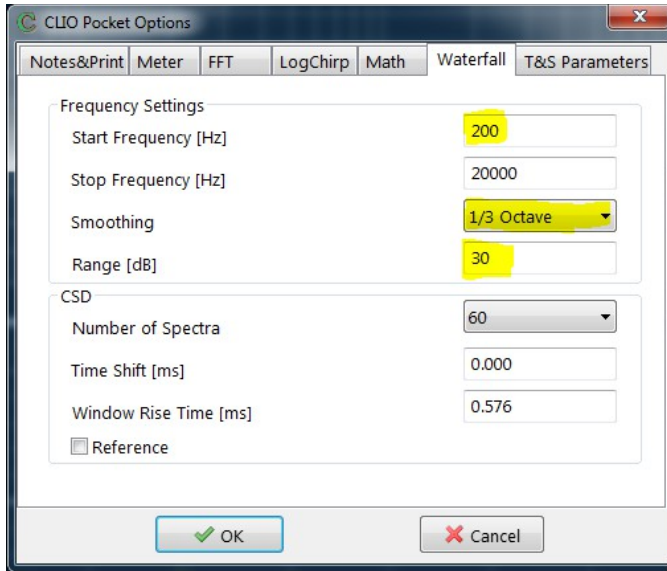 CLIO Pocket Options
Notes&Print Meter FFT LogChirp Math Waterfall T&S Parameters
Frequency Settings
Start Frequency [Hz] 200
Stop Frequency [Hz] 20000
Smoothing 1/3 Octave
Range [dB] 30
CSD
Number of Spectra 60
Time Shift [ms] 0.000
Window Rise Time [ms] 0.576
Reference
OK Cancel